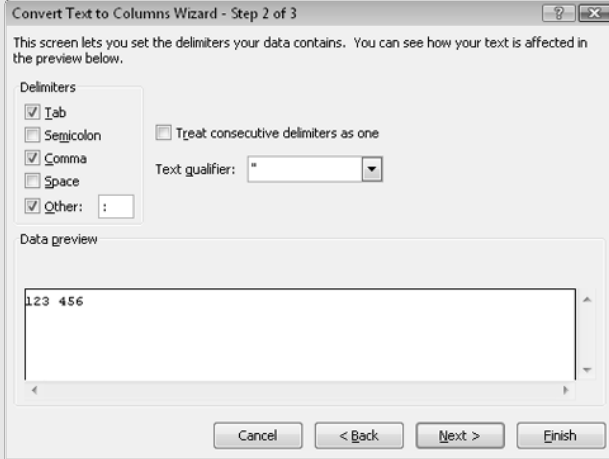 Convert Text to Columns Wizard - Step 2 of 3
This screen lets you set the delimiters your data contains. You can see how your text is affected in
the preview below.
Delimiters
Tab
Semicolon
Comma
Space
Other: :
Treat consecutive delimiters as one
Text qualifier: "
Data preview
123 456
Cancel < Back Next > Finish